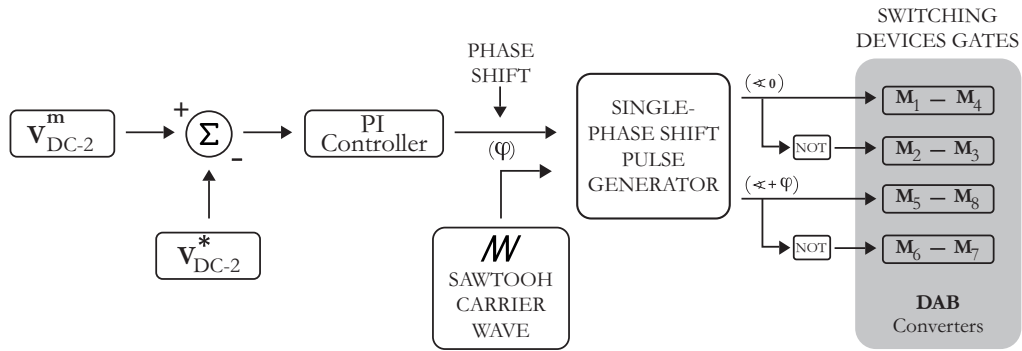 SWITCHING
DEVICES GATES
PHASE
SHIFT
V^m_DC-2
+
Σ
-
PI
Controller
(φ)
SINGLE-
PHASE SHIFT
PULSE
GENERATOR
(∢0)
M1 – M4
NOT
M2 – M3
(∢+φ)
M5 – M8
NOT
M6 – M7
V*_DC-2
SAWTOOH
CARRIER
WAVE
DAB
Converters